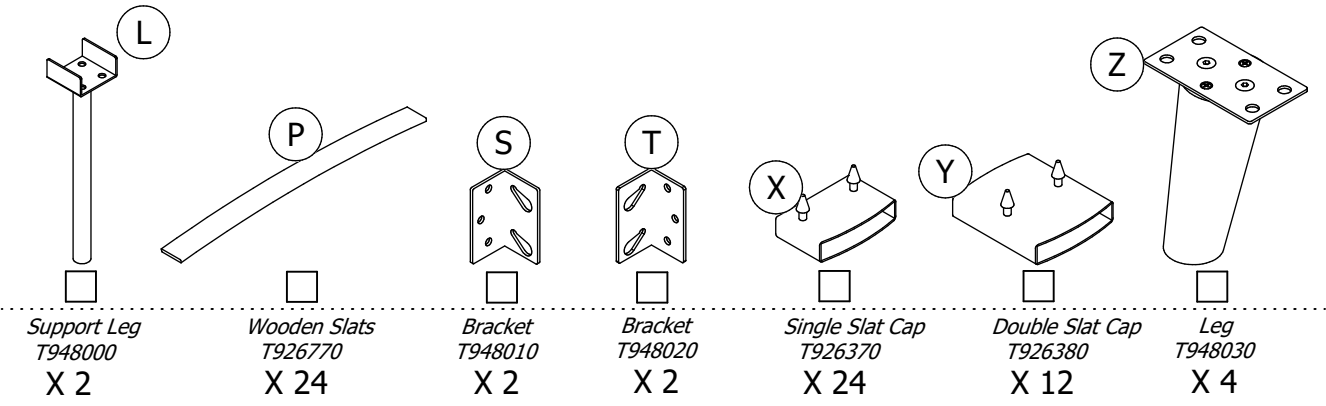 L
P
S
T
X
Y
Z
Support Leg
T948000
X 2
Wooden Slats
T926770
X 24
Bracket
T948010
X 2
Bracket
T948020
X 2
Single Slat Cap
T926370
X 24
Double Slat Cap
T926380
X 12
Leg
T948030
X 4